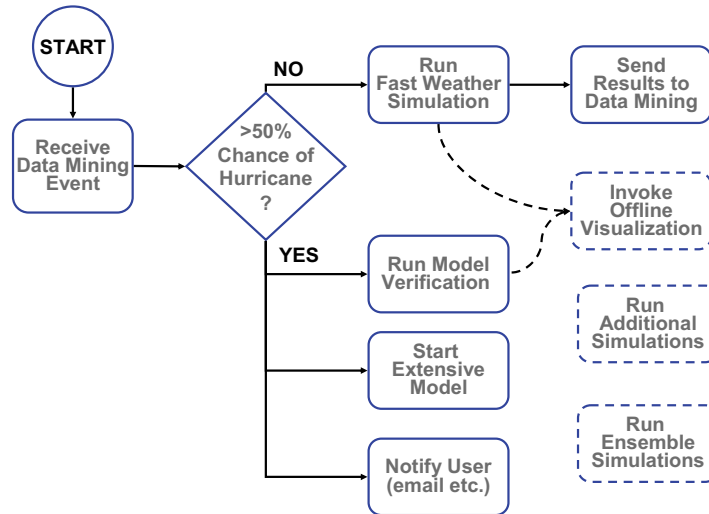 START
Receive
Data Mining
Event
>50%
Chance of
Hurricane
?
NO
Run
Fast Weather
Simulation
Send
Results to
Data Mining
Invoke
Offline
Visualization
YES
Run Model
Verification
Run
Additional
Simulations
Start
Extensive
Model
Run
Ensemble
Simulations
Notify User
(email etc.)